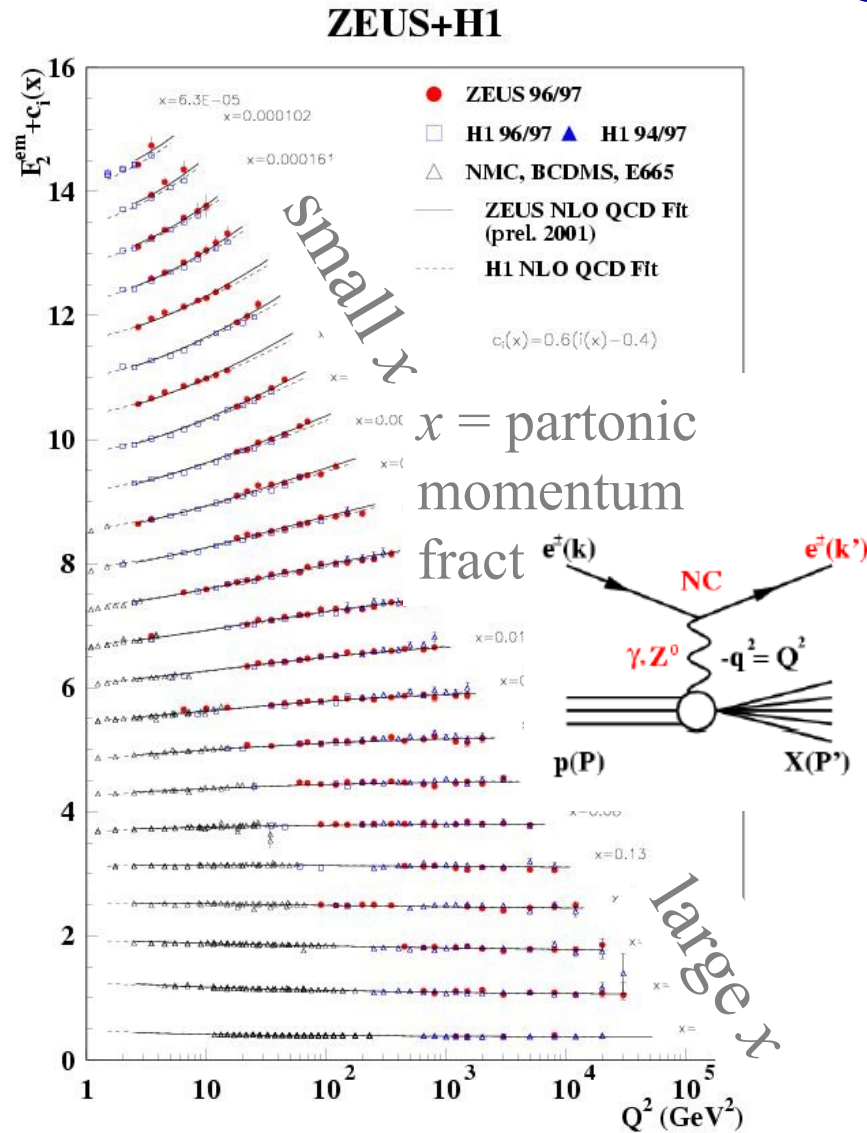 ZEUS+H1
F₂ᵉᵐ+cᵢ(x)
16
14
12
10
8
6
4
2
0
x=6.3E-05
x=0.000102
x=0.000161
ZEUS 96/97
H1 96/97 H1 94/97
NMC, BCDMS, E665
ZEUS NLO QCD Fit
(prel. 2001)
H1 NLO QCD Fit
cᵢ(x)=0.6(i(x)-0.4)
small x
x=
x = partonic
momentum
fract
e±(k)
e±(k')
NC
γ,Z⁰
-q²=Q²
p(P)
X(P')
x=0.13
large x
x=
x=
1
10
10²
10³
10⁴
10⁵
Q² (GeV²)